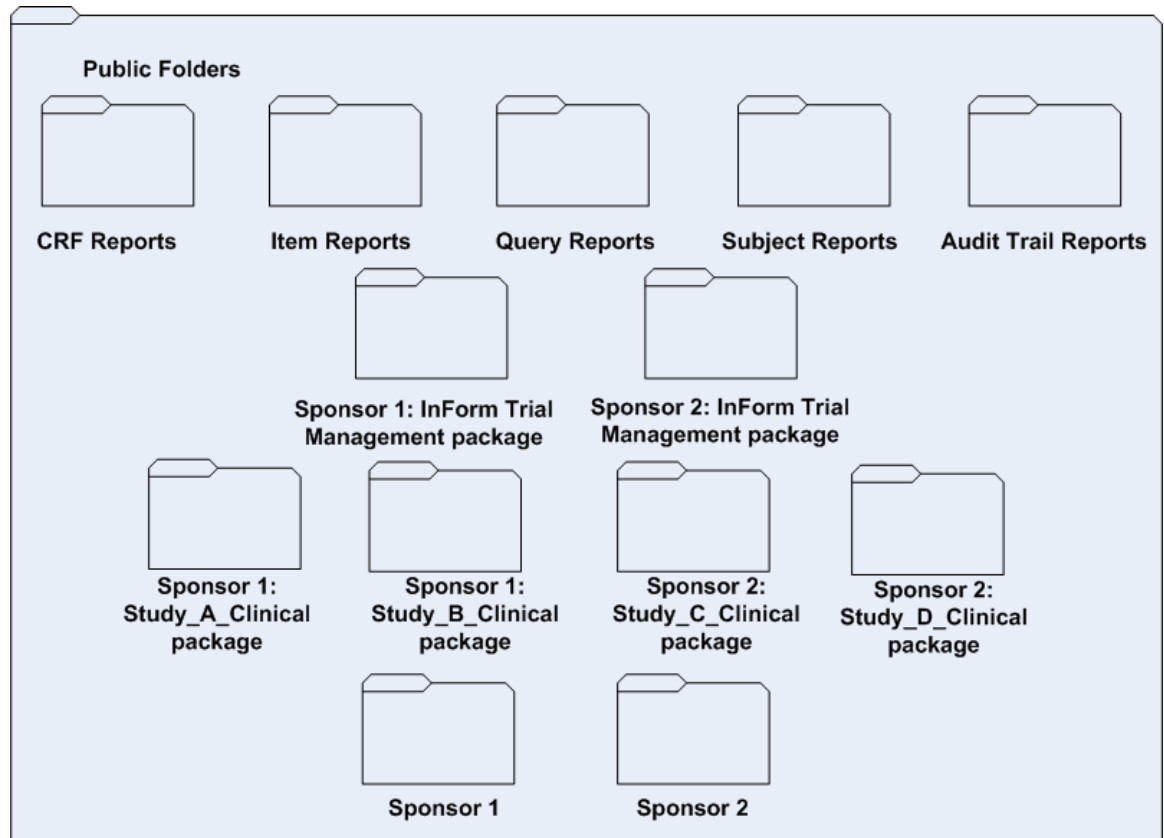 Public Folders
CRF Reports
Item Reports
Query Reports
Subject Reports
Audit Trail Reports
Sponsor 1: InForm Trial
Management package
Sponsor 2: InForm Trial
Management package
Sponsor 1:
Study_A_Clinical
package
Sponsor 1:
Study_B_Clinical
package
Sponsor 2:
Study_C_Clinical
package
Sponsor 2:
Study_D_Clinical
package
Sponsor 1
Sponsor 2